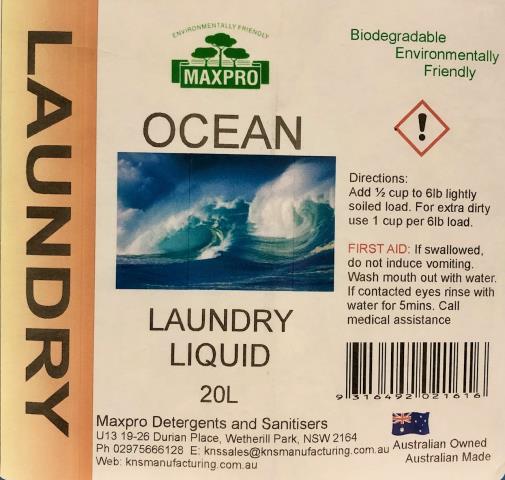 LAUNDRY
ENVIRONMENTALLY FRIENDLY
MAXPRO
OCEAN
LAUNDRY
LIQUID
20L
Biodegradable
Environmentally
Friendly
!
Directions:
Add ½ cup to 6lb lightly
soiled load. For extra dirty
use 1 cup per 6lb load.
FIRST AID: If swallowed,
do not induce vomiting.
Wash mouth out with water.
If contacted eyes rinse with
water for 5mins. Call
medical assistance
9 316492 021616
Maxpro Detergents and Sanitisers
U13 19-26 Durian Place, Wetherill Park, NSW 2164
Ph 02975666128 E: knssales@knsmanufacturing.com.au
Web: knsmanufacturing.com.au
Australian Owned
Australian Made